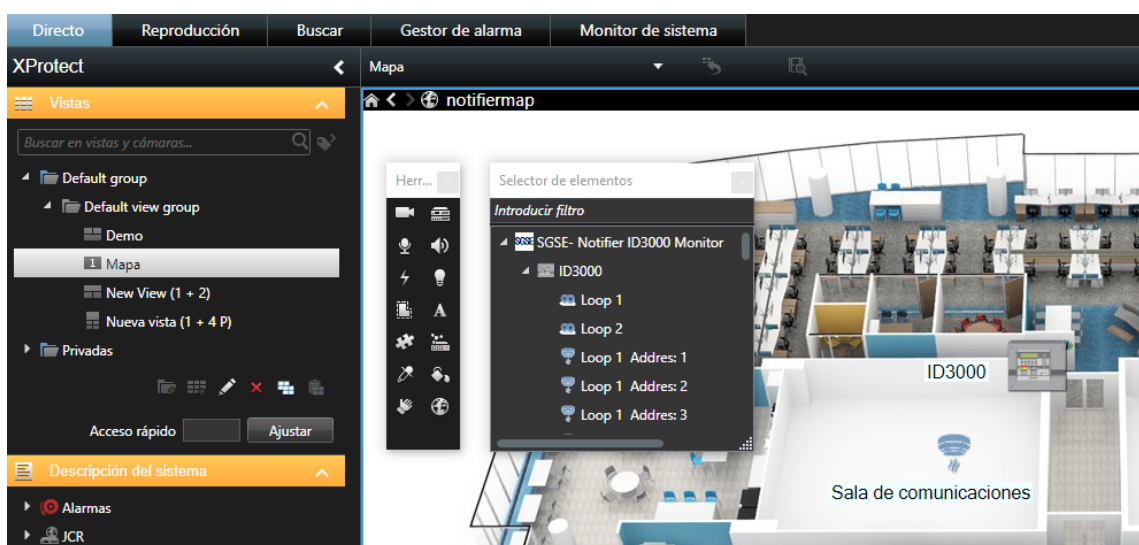 Directo Reproducción Buscar Gestor de alarma Monitor de sistema
XProtect
Mapa
Vistas
notifiermap
Buscar en vistas y cámaras...
Default group
Default view group
Demo
1 Mapa
New View (1 + 2)
Nueva vista (1 + 4 P)
Privadas
Acceso rápido Ajustar
Descripción del sistema
Alarmas
JCR
Herr... x
A
Selector de elementos x
Introducir filtro
SGSE SGSE- Notifier ID3000 Monitor
ID3000
Loop 1
Loop 2
Loop 1 Addres: 1
Loop 1 Addres: 2
Loop 1 Addres: 3
ID3000
Sala de comunicaciones